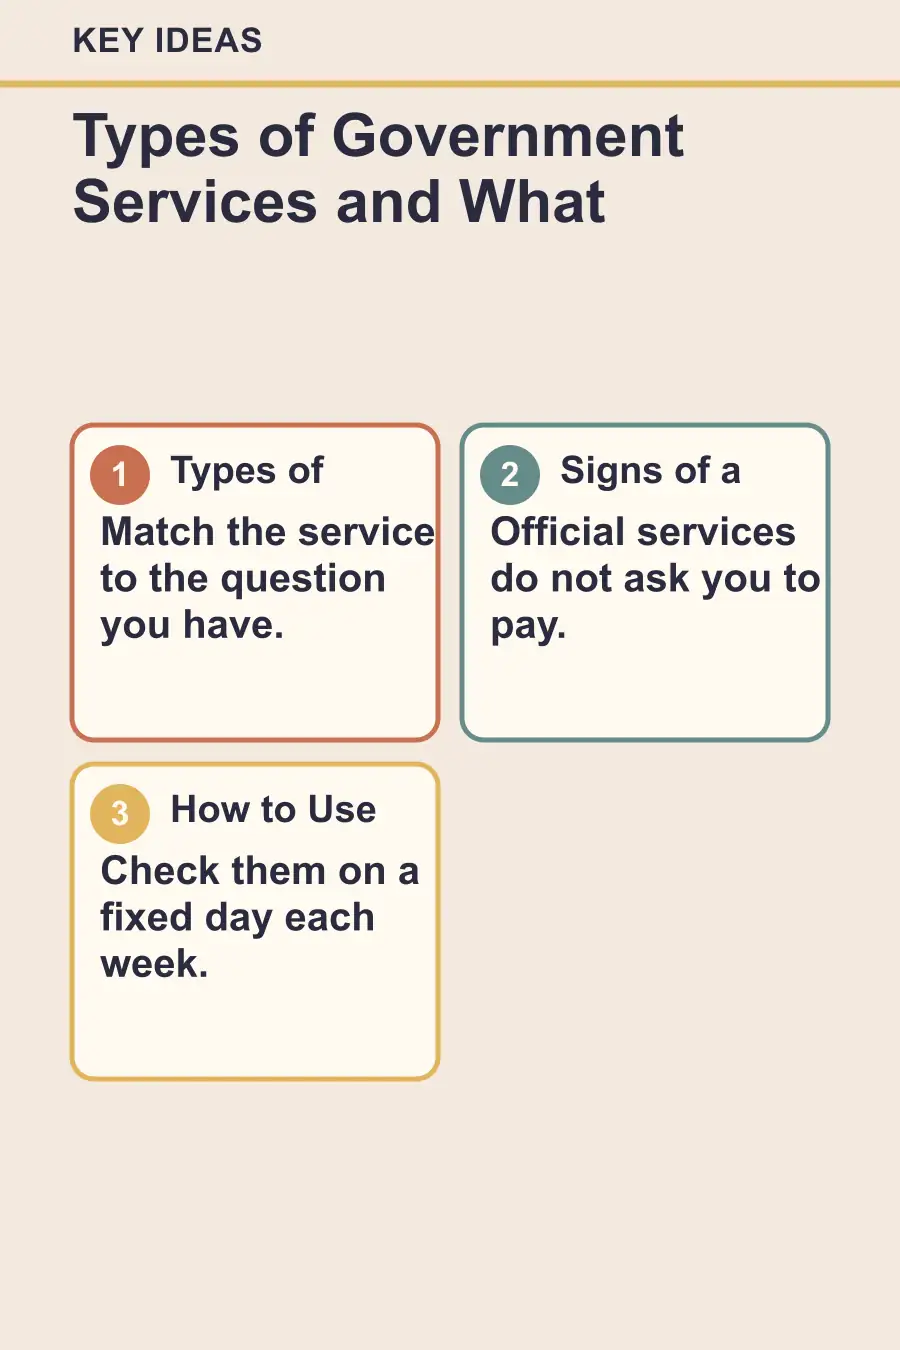 KEY IDEAS
Types of Government
Services and What
1 Types of
Match the service
to the question
you have.
2 Signs of a
Official services
do not ask you to
pay.
3 How to Use
Check them on a
fixed day each
week.